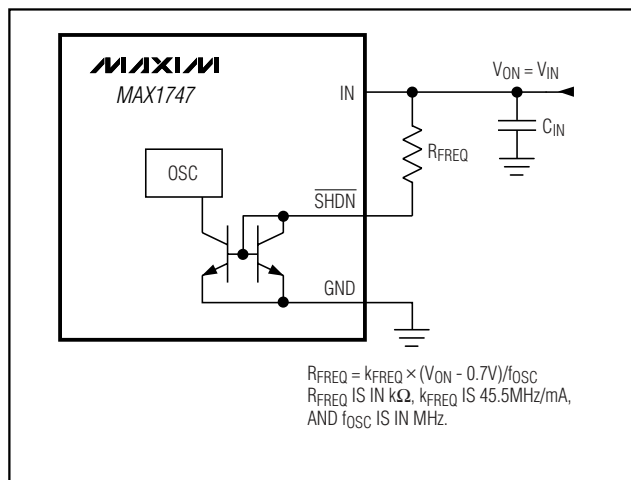 MAXIM
MAX1747
IN
V_ON = V_IN
C_IN
R_FREQ
OSC
SHDN
GND
R_FREQ = k_FREQ × (V_ON - 0.7V)/f_OSC
R_FREQ IS IN kΩ, k_FREQ IS 45.5MHz/mA,
AND f_OSC IS IN MHz.